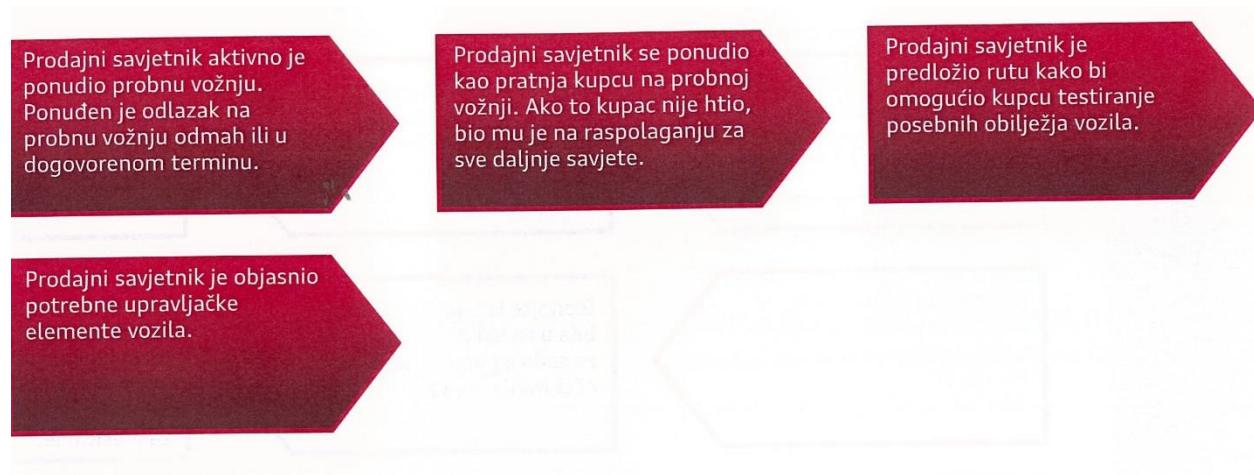 Prodajni savjetnik aktivno je
ponudio probnu vožnju.
Ponuđen je odlazak na
probnu vožnju odmah ili u
dogovorenom terminu.
Prodajni savjetnik se ponudio
kao pratnja kupcu na probnoj
vožnji. Ako to kupac nije htio,
bio mu je na raspolaganju za
sve daljnje savjete.
Prodajni savjetnik je
predložio rutu kako bi
omogućio kupcu testiranje
posebnih obilježja vozila.
Prodajni savjetnik je objasnio
potrebne upravljačke
elemente vozila.